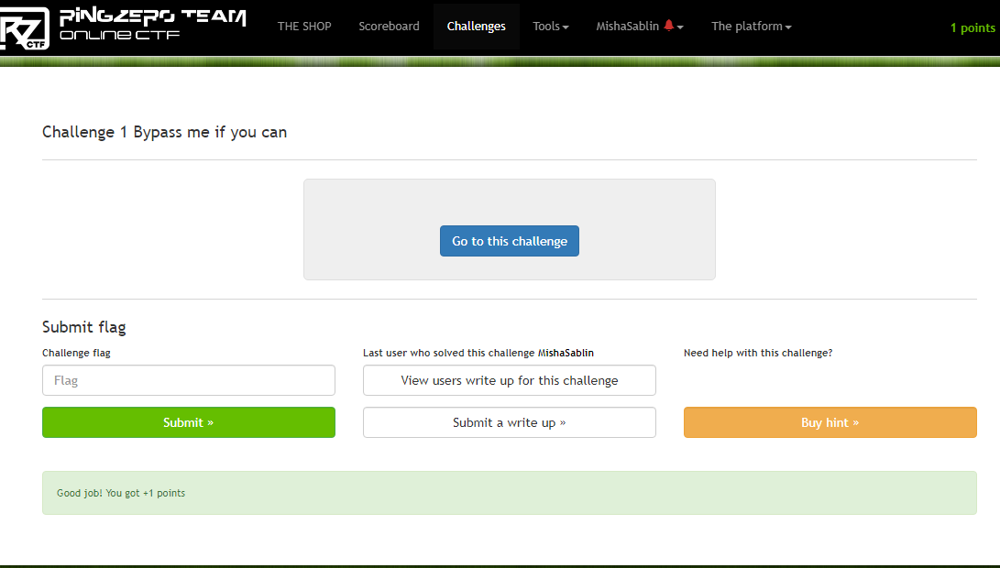 PiNGZERO TEAM
RZ
CTF
ONLINE CTF
THE SHOP Scoreboard Challenges Tools MishaSablin The platform 1 points
Challenge 1 Bypass me if you can
Go to this challenge
Submit flag
Challenge flag Last user who solved this challenge MishaSablin Need help with this challenge?
Flag View users write up for this challenge
Submit » Submit a write up » Buy hint »
Good job! You got +1 points